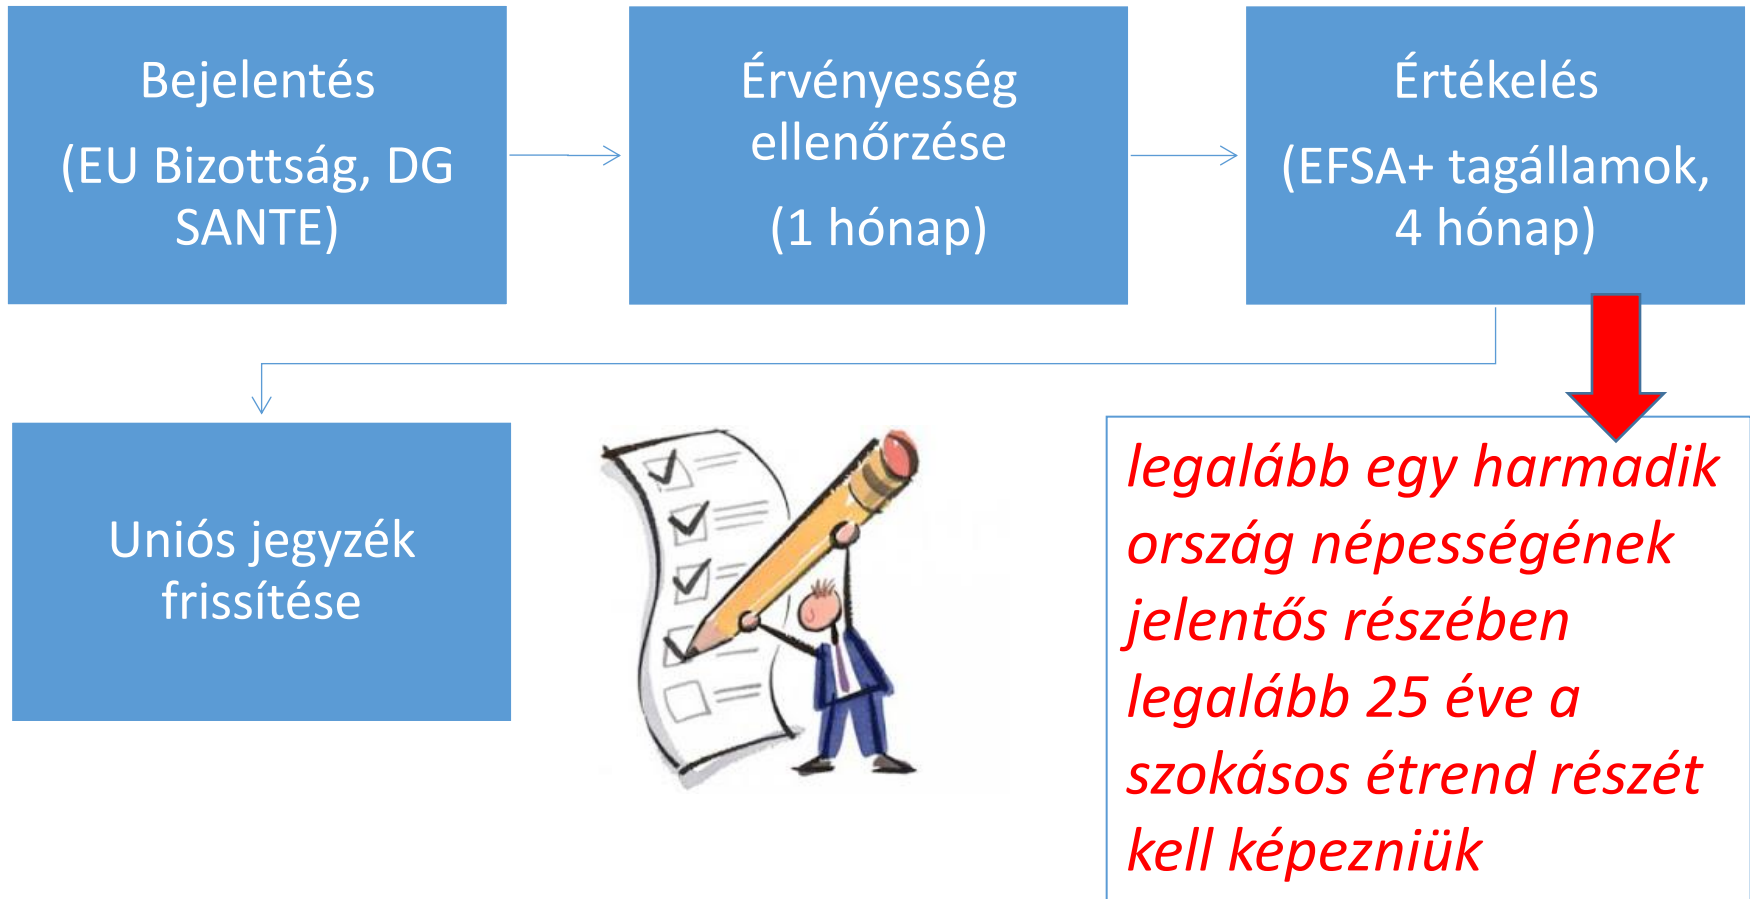 Bejelentés
(EU Bizottság, DG
SANTE)
Érvényesség
ellenőrzése
(1 hónap)
Értékelés
(EFSA+ tagállamok,
4 hónap)
Uniós jegyzék
frissítése
legalább egy harmadik
ország népességének
jelentős részében
legalább 25 éve a
szokásos étrend részét
kell képezniük